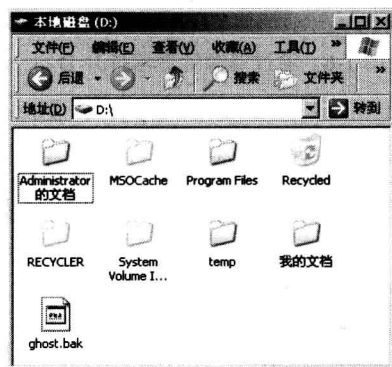 本地磁盘 (D:)
文件(F) 编辑(E) 查看(V) 收藏(A) 工具(T) »
后退 搜索 文件夹 »
地址(D) D:\ 转到
Administrator 的文档 MSOCache Program Files Recycled
RECYCLER System Volume I... temp 我的文档
ghost.bak